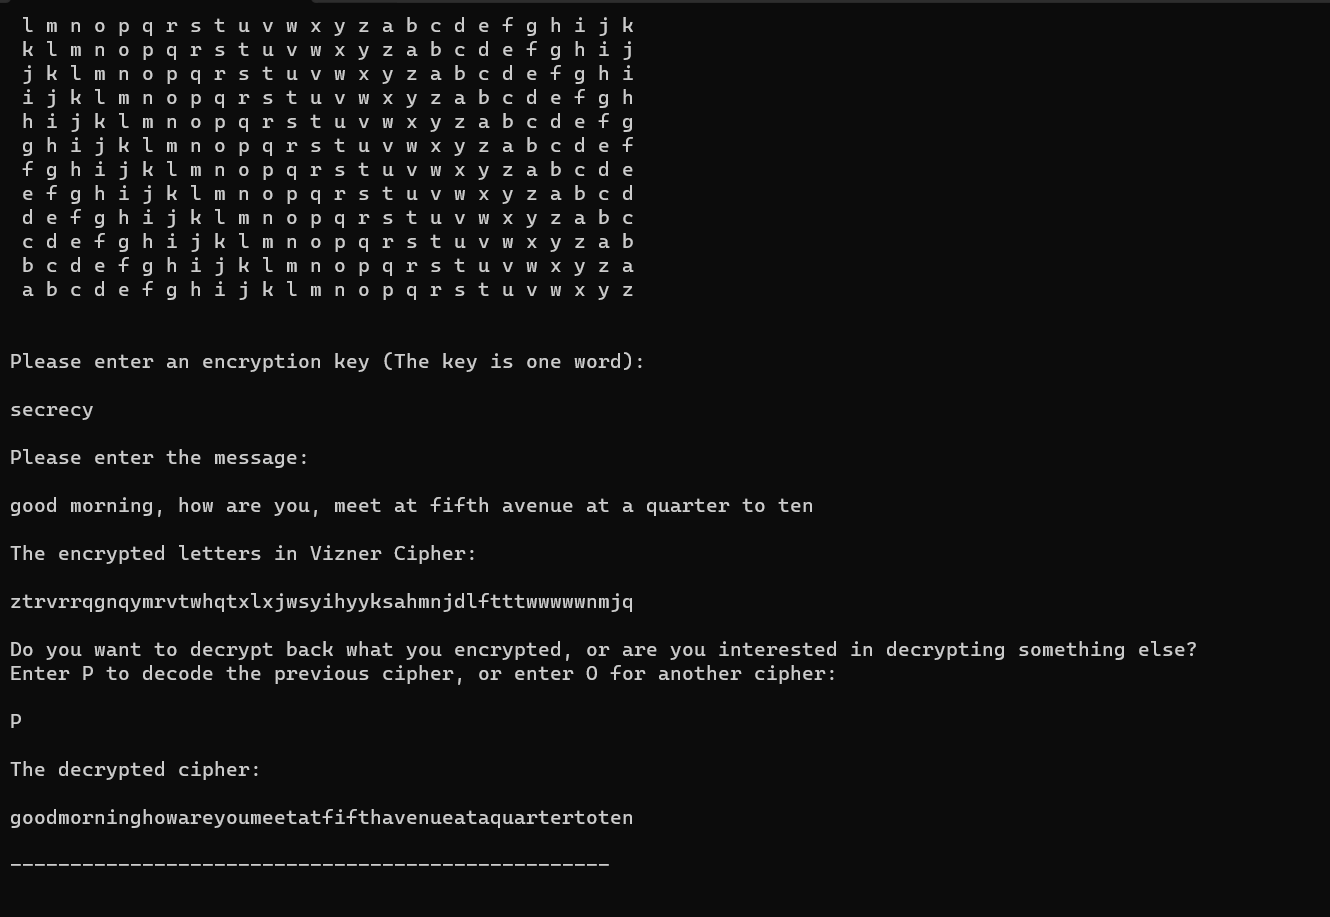 l m n o p q r s t u v w x y z a b c d e f g h i j k
k l m n o p q r s t u v w x y z a b c d e f g h i j
j k l m n o p q r s t u v w x y z a b c d e f g h i
i j k l m n o p q r s t u v w x y z a b c d e f g h
h i j k l m n o p q r s t u v w x y z a b c d e f g
g h i j k l m n o p q r s t u v w x y z a b c d e f
f g h i j k l m n o p q r s t u v w x y z a b c d e
e f g h i j k l m n o p q r s t u v w x y z a b c d
d e f g h i j k l m n o p q r s t u v w x y z a b c
c d e f g h i j k l m n o p q r s t u v w x y z a b
b c d e f g h i j k l m n o p q r s t u v w x y z a
a b c d e f g h i j k l m n o p q r s t u v w x y z
Please enter an encryption key (The key is one word):
secrecy
Please enter the message:
good morning, how are you, meet at fifth avenue at a quarter to ten
The encrypted letters in Vizner Cipher:
ztrvrrqgnqymrvtwhqtxlxjwsyihyyksahmnjdlftttwwwwwnmjq
Do you want to decrypt back what you encrypted, or are you interested in decrypting something else?
Enter P to decode the previous cipher, or enter O for another cipher:
P
The decrypted cipher:
goodmorninghowareyoumeetatfifthavenueataquartertoten
--------------------------------------------------